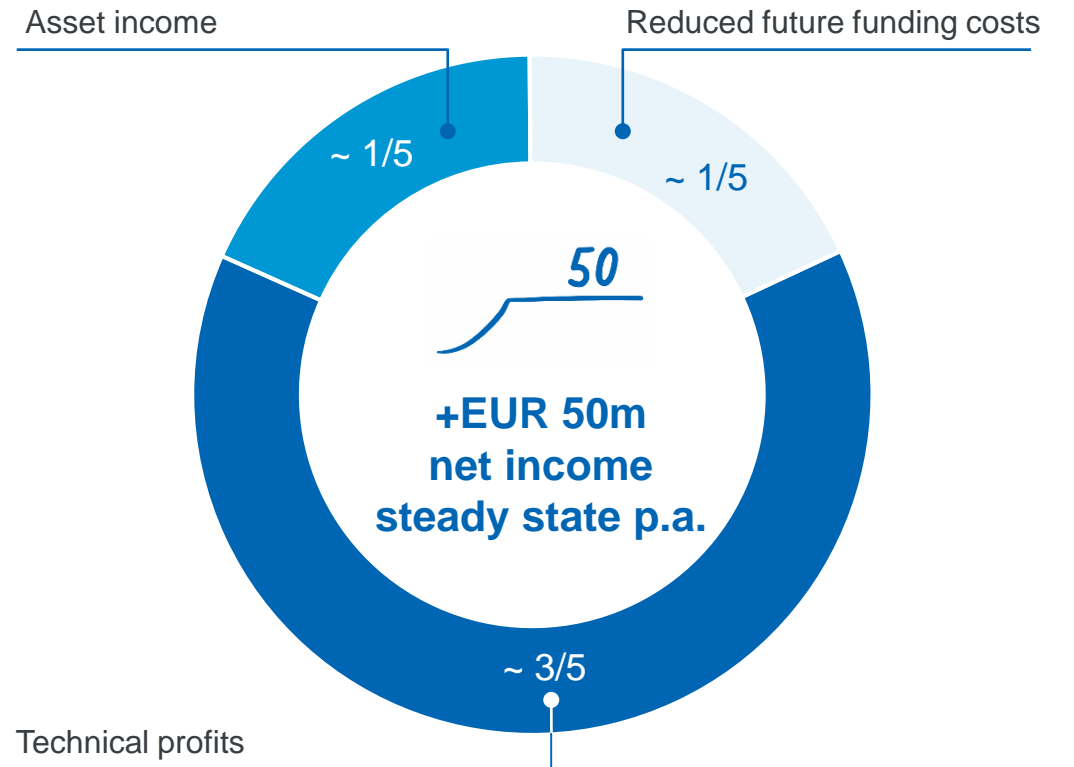 Asset income
Reduced future funding costs
~ 1/5
~ 1/5
50
+EUR 50m
net income
steady state p.a.
~ 3/5
Technical profits